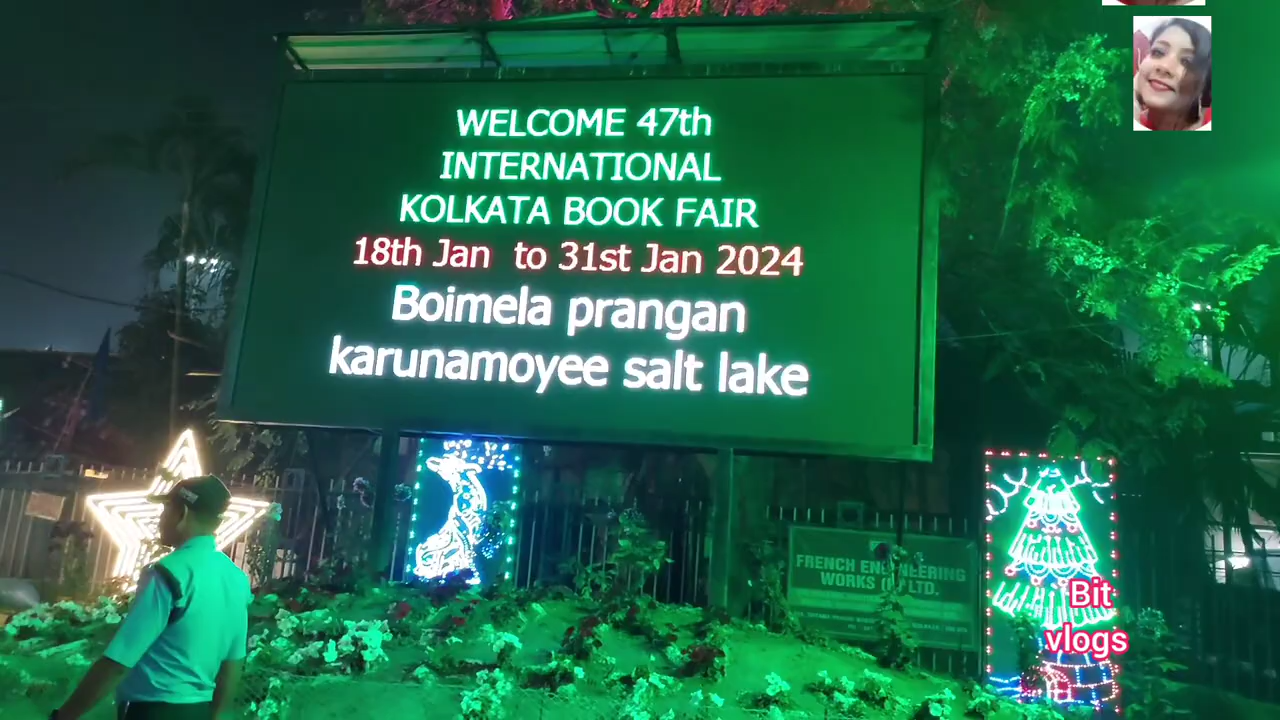 WELCOME 47th
INTERNATIONAL
KOLKATA BOOK FAIR
18th Jan to 31st Jan 2024
Boimela prangan
karunamoyee salt lake
FRENCH ENGINEERING
WORKS LTD.
Bit
vlogs